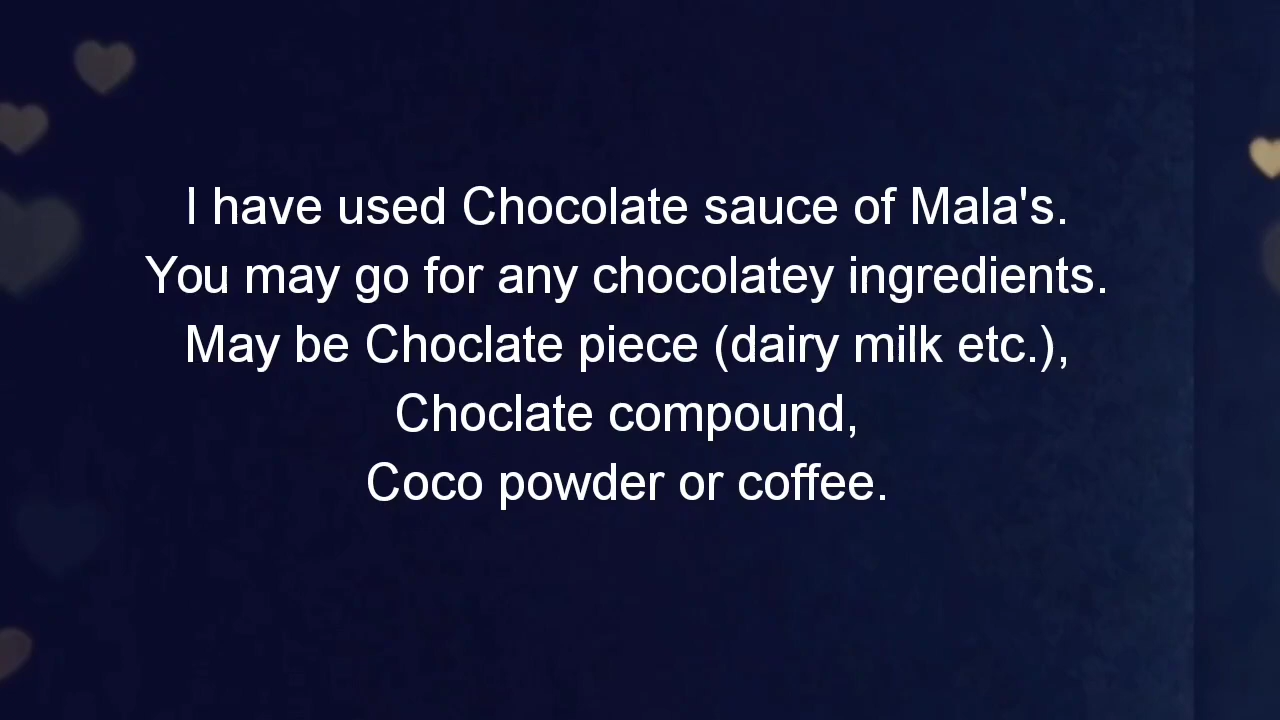 I have used Chocolate sauce of Mala's.
You may go for any chocolatey ingredients.
May be Choclate piece (dairy milk etc.),
Choclate compound,
Coco powder or coffee.